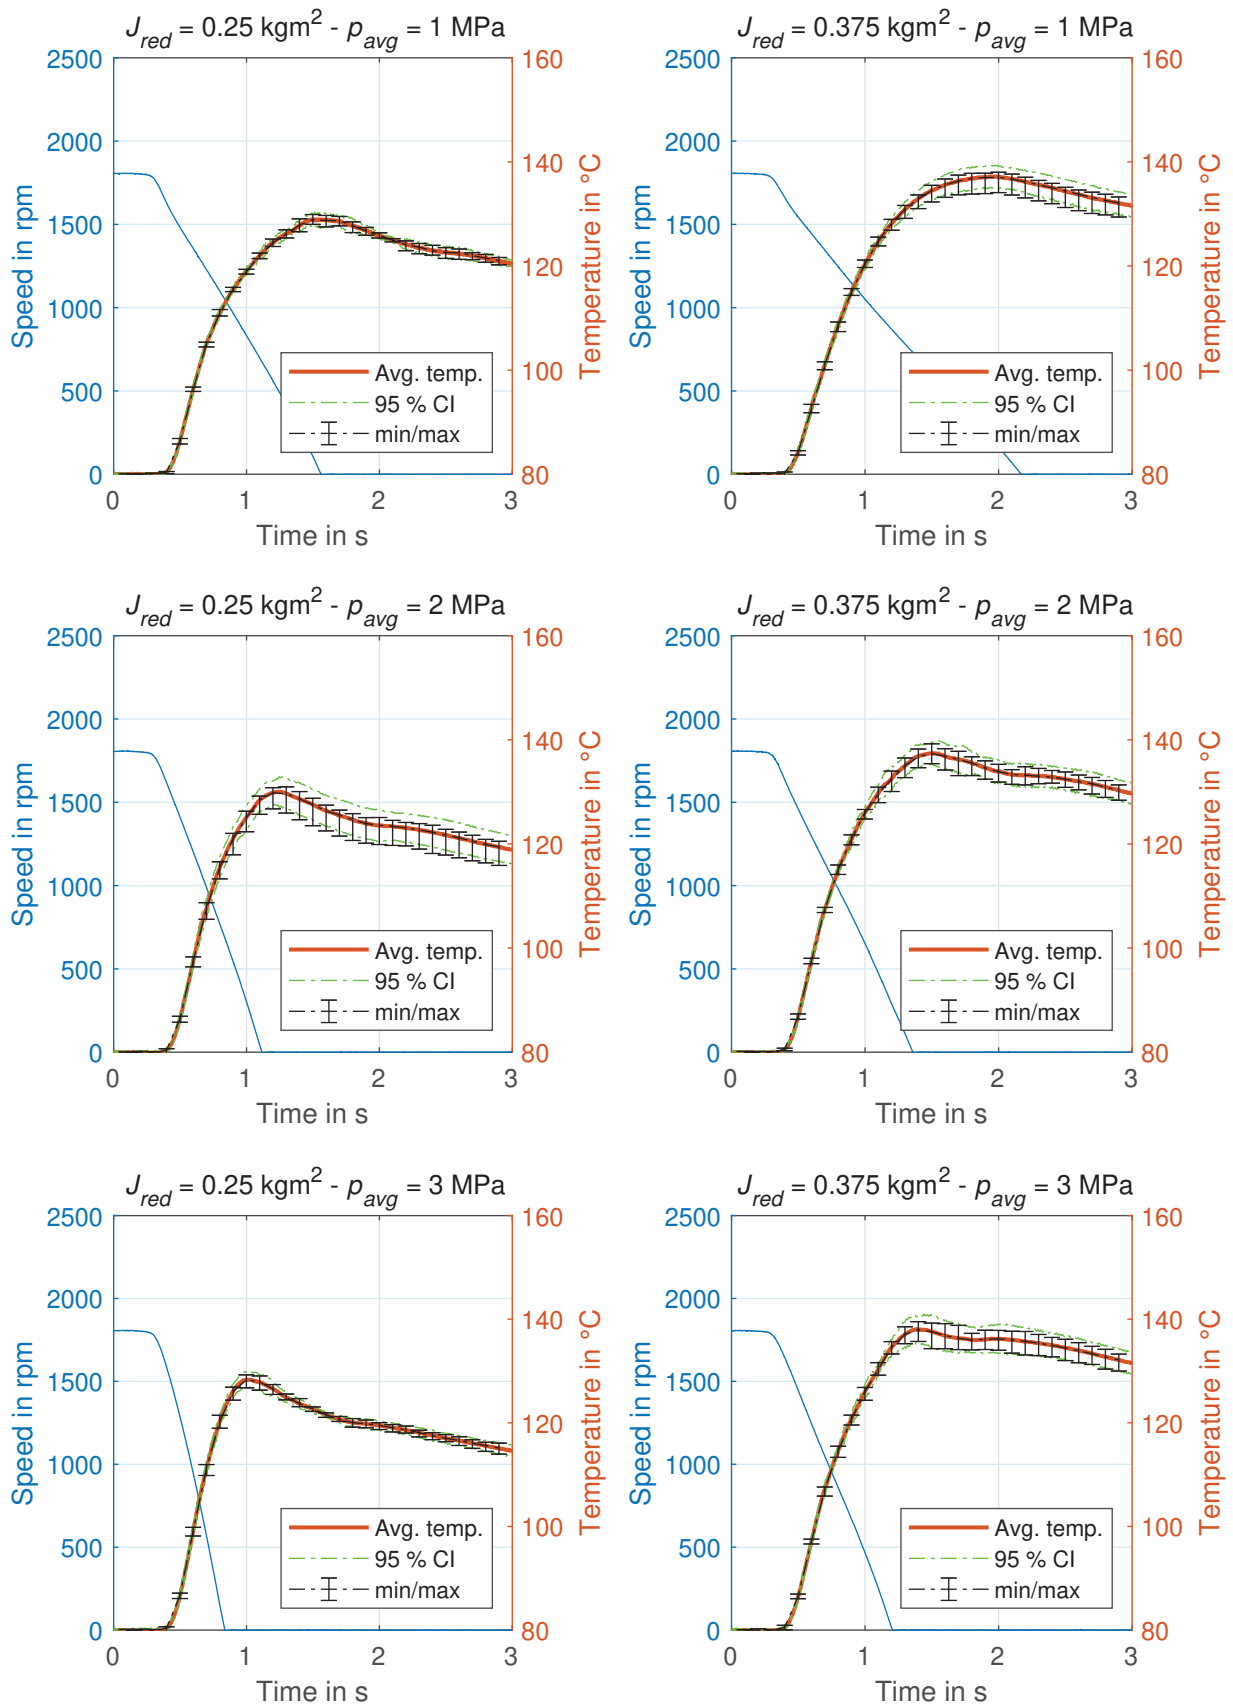 J_red = 0.25 kgm² - p_avg = 1 MPa
2500
2000
1500
1000
500
0
Speed in rpm
160
140
120
100
80
Temperature in °C
Avg. temp.
95 % CI
min/max
0 1 2 3
Time in s
J_red = 0.375 kgm² - p_avg = 1 MPa
2500
2000
1500
1000
500
0
Speed in rpm
160
140
120
100
80
Temperature in °C
Avg. temp.
95 % CI
min/max
0 1 2 3
Time in s
J_red = 0.25 kgm² - p_avg = 2 MPa
2500
2000
1500
1000
500
0
Speed in rpm
160
140
120
100
80
Temperature in °C
Avg. temp.
95 % CI
min/max
0 1 2 3
Time in s
J_red = 0.375 kgm² - p_avg = 2 MPa
2500
2000
1500
1000
500
0
Speed in rpm
160
140
120
100
80
Temperature in °C
Avg. temp.
95 % CI
min/max
0 1 2 3
Time in s
J_red = 0.25 kgm² - p_avg = 3 MPa
2500
2000
1500
1000
500
0
Speed in rpm
160
140
120
100
80
Temperature in °C
Avg. temp.
95 % CI
min/max
0 1 2 3
Time in s
J_red = 0.375 kgm² - p_avg = 3 MPa
2500
2000
1500
1000
500
0
Speed in rpm
160
140
120
100
80
Temperature in °C
Avg. temp.
95 % CI
min/max
0 1 2 3
Time in s